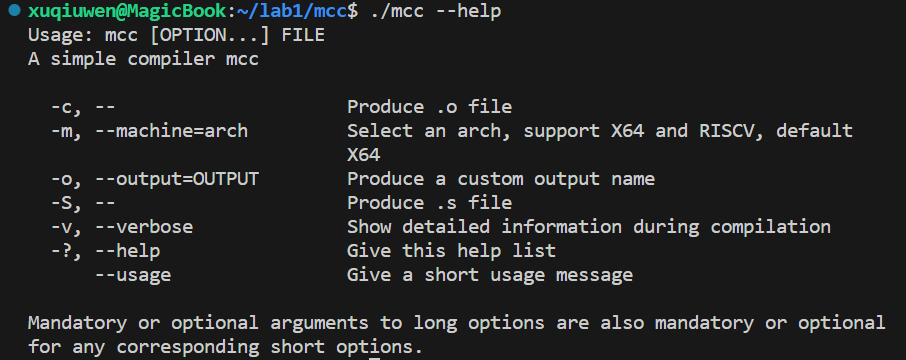 xuqiuwen@MagicBook:~/lab1/mcc$ ./mcc --help
Usage: mcc [OPTION...] FILE
A simple compiler mcc
-c, -- Produce .o file
-m, --machine=arch Select an arch, support X64 and RISCV, default
X64
-o, --output=OUTPUT Produce a custom output name
-S, -- Produce .s file
-v, --verbose Show detailed information during compilation
-?, --help Give this help list
--usage Give a short usage message
Mandatory or optional arguments to long options are also mandatory or optional
for any corresponding short options.